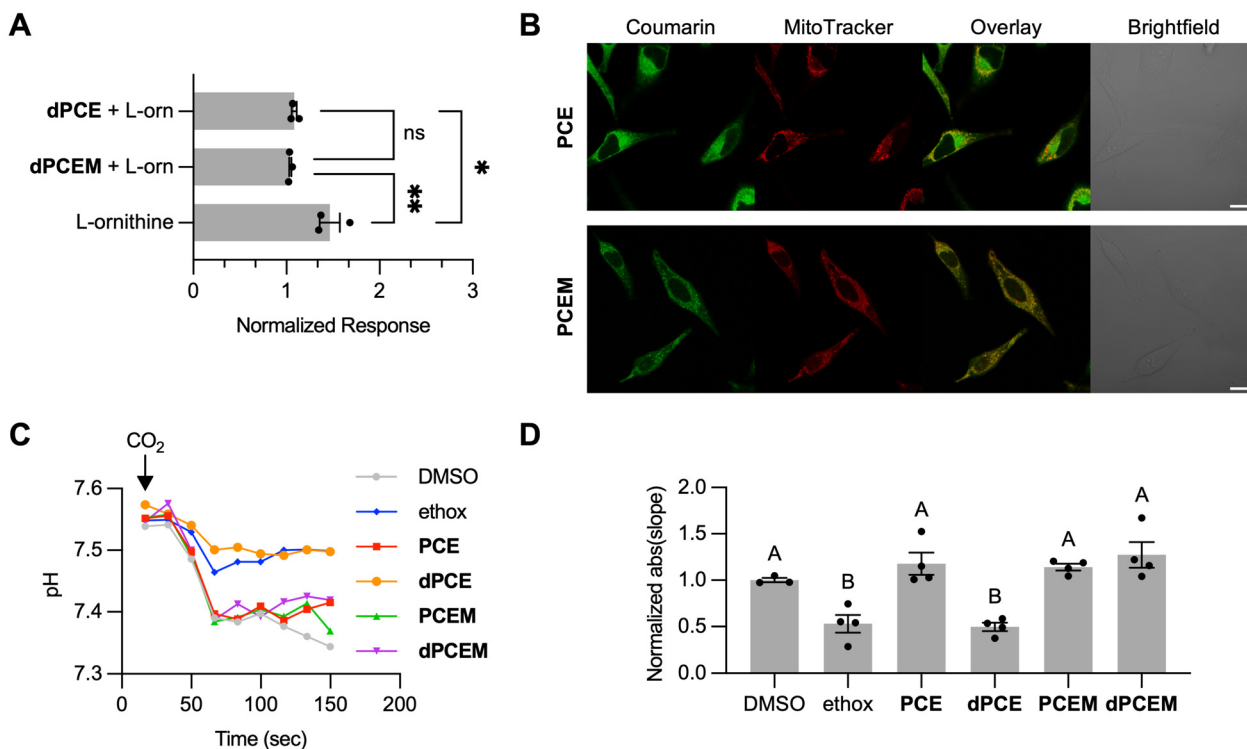 A
dPCE + L-orn
dPCEM + L-orn
L-ornithine
ns
**
*
0
1
2
3
Normalized Response
B
Coumarin
MitoTracker
Overlay
Brightfield
PCE
PCEM
C
CO2
pH
7.6
7.5
7.4
7.3
0
50
100
150
200
Time (sec)
DMSO
ethox
PCE
dPCE
PCEM
dPCEM
D
Normalized abs(slope)
2.0
1.5
1.0
0.5
0.0
A
B
A
B
A
A
DMSO
ethox
PCE
dPCE
PCEM
dPCEM